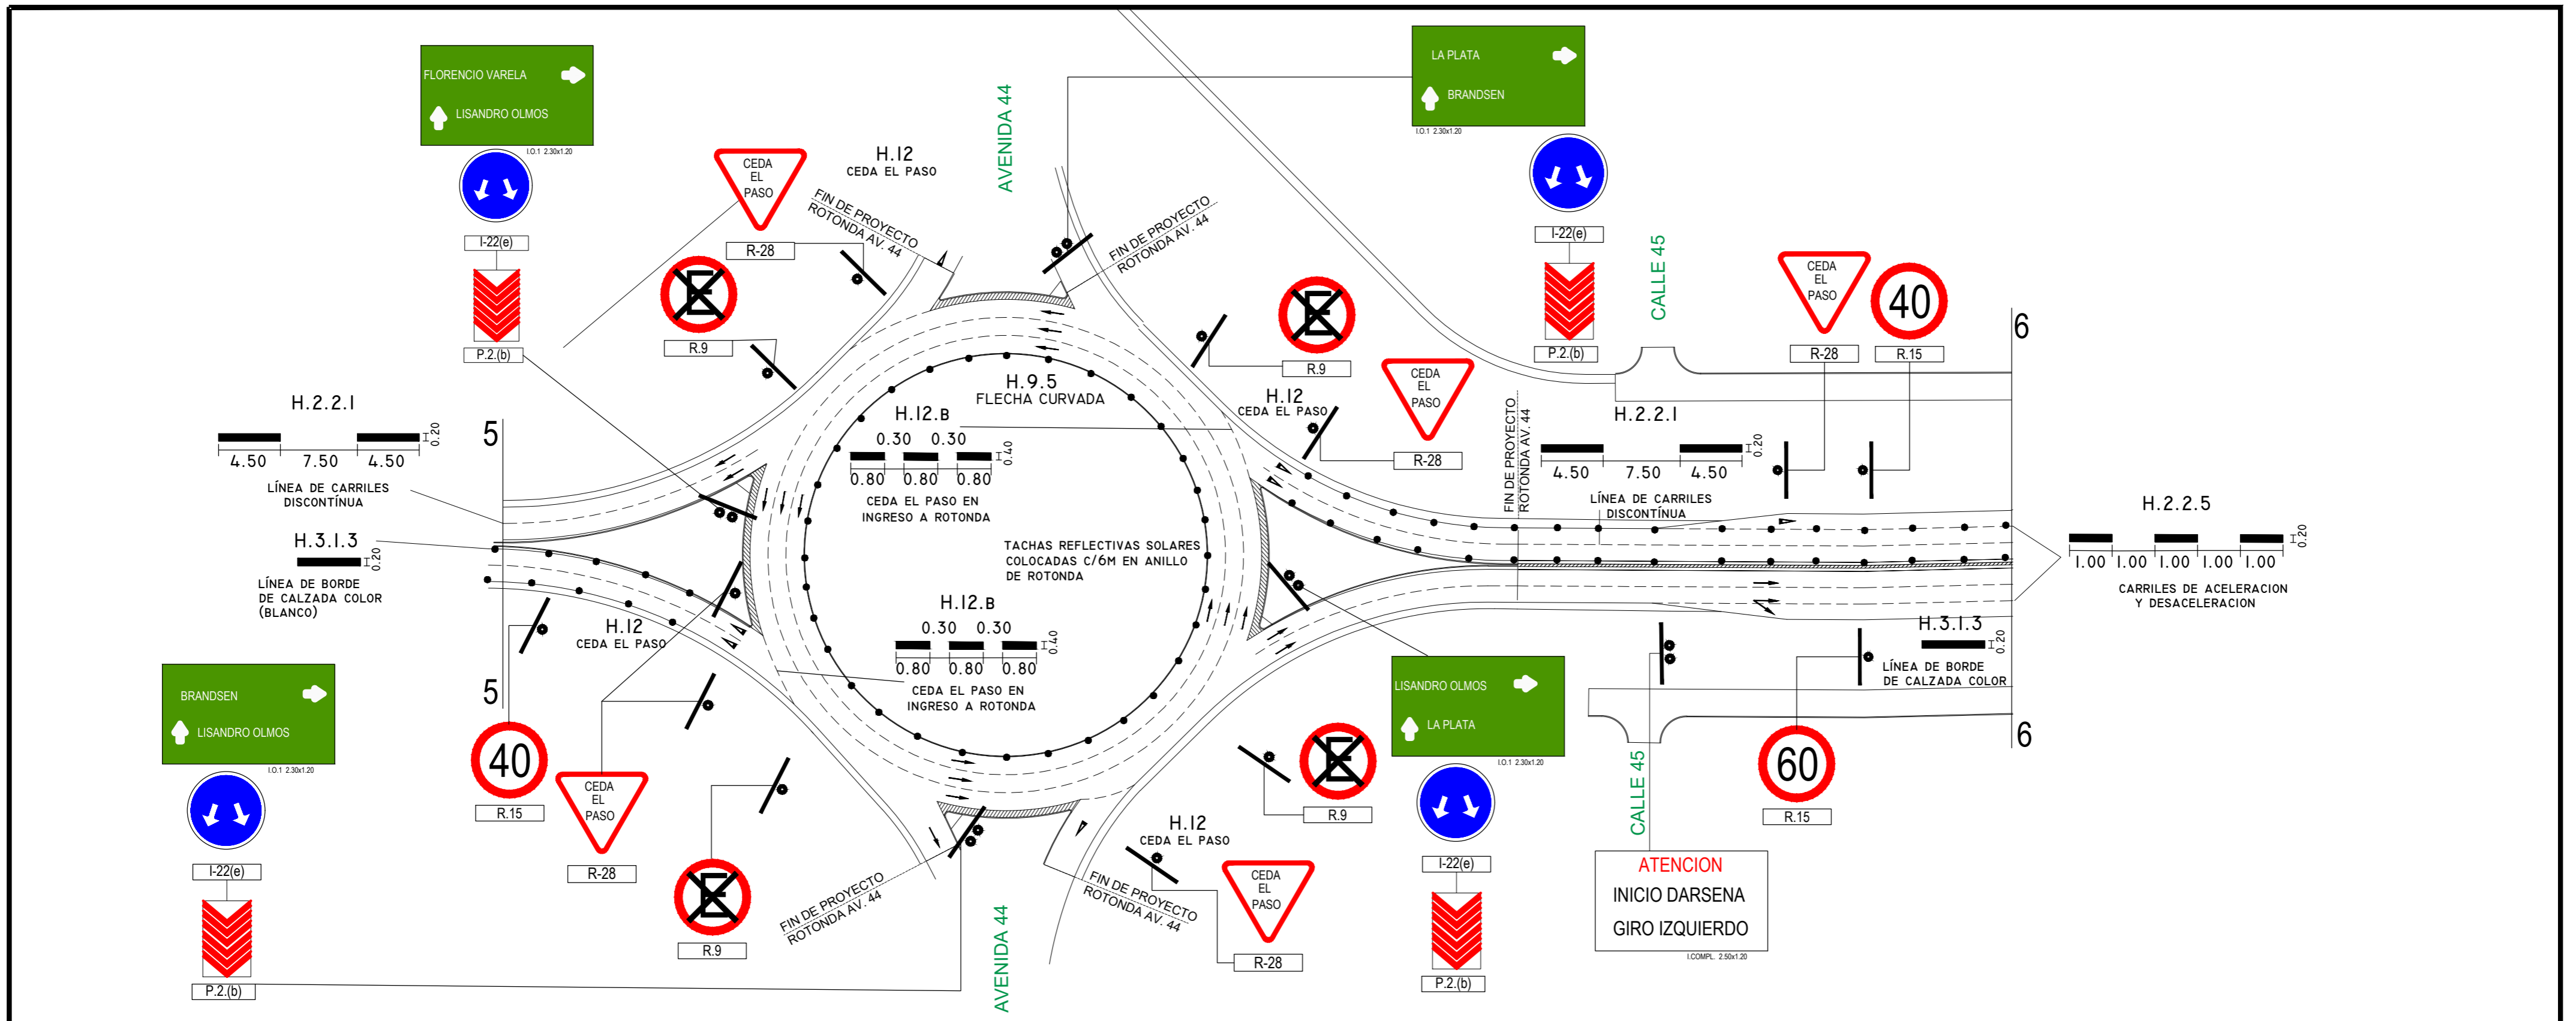 FLORENCIO VARELA
LISANDRO OLMOS
I.O.1 2.30x1.20
I-22(e)
P.2.(b)
CEDA
EL
PASO
R-28
H.12
CEDA EL PASO
FIN DE PROYECTO
ROTONDA AV. 44
AVENIDA 44
LA PLATA
BRANDSEN
I.O.1 2.30x1.20
I-22(e)
P.2.(b)
FIN DE PROYECTO
ROTONDA AV. 44
E
R.9
E
R.9
CALLE 45
CEDA
EL
PASO
R-28
40
R.15
6
CEDA
EL
PASO
R-28
H.12
CEDA EL PASO
FIN DE PROYECTO
ROTONDA AV. 44
H.2.2.1
0.20
4.50 7.50 4.50
LÍNEA DE CARRILES
DISCONTÍNUA
H.2.2.1
0.20
4.50 7.50 4.50
LÍNEA DE CARRILES
DISCONTÍNUA
5
H.9.5
FLECHA CURVADA
H.12.B
0.30 0.30
0.40
0.80 0.80 0.80
CEDA EL PASO EN
INGRESO A ROTONDA
TACHAS REFLECTIVAS SOLARES
COLOCADAS C/6M EN ANILLO
DE ROTONDA
H.12.B
0.30 0.30
0.40
0.80 0.80 0.80
CEDA EL PASO EN
INGRESO A ROTONDA
H.3.1.3
0.20
LÍNEA DE BORDE
DE CALZADA COLOR
(BLANCO)
H.2.2.5
0.20
1.00 1.00 1.00 1.00 1.00
CARRILES DE ACELERACION
Y DESACELERACION
H.12
CEDA EL PASO
5
H.3.1.3
0.20
LÍNEA DE BORDE
DE CALZADA COLOR
6
BRANDSEN
LISANDRO OLMOS
I.O.1 2.30x1.20
I-22(e)
P.2.(b)
40
R.15
CEDA
EL
PASO
R-28
E
R.9
FIN DE PROYECTO
ROTONDA AV. 44
AVENIDA 44
FIN DE PROYECTO
ROTONDA AV. 44
H.12
CEDA EL PASO
CEDA
EL
PASO
R-28
E
R.9
LISANDRO OLMOS
LA PLATA
I.O.1 2.30x1.20
I-22(e)
P.2.(b)
CALLE 45
60
R.15
ATENCION
INICIO DARSENA
GIRO IZQUIERDO
I.COMPL. 2.50x1.20